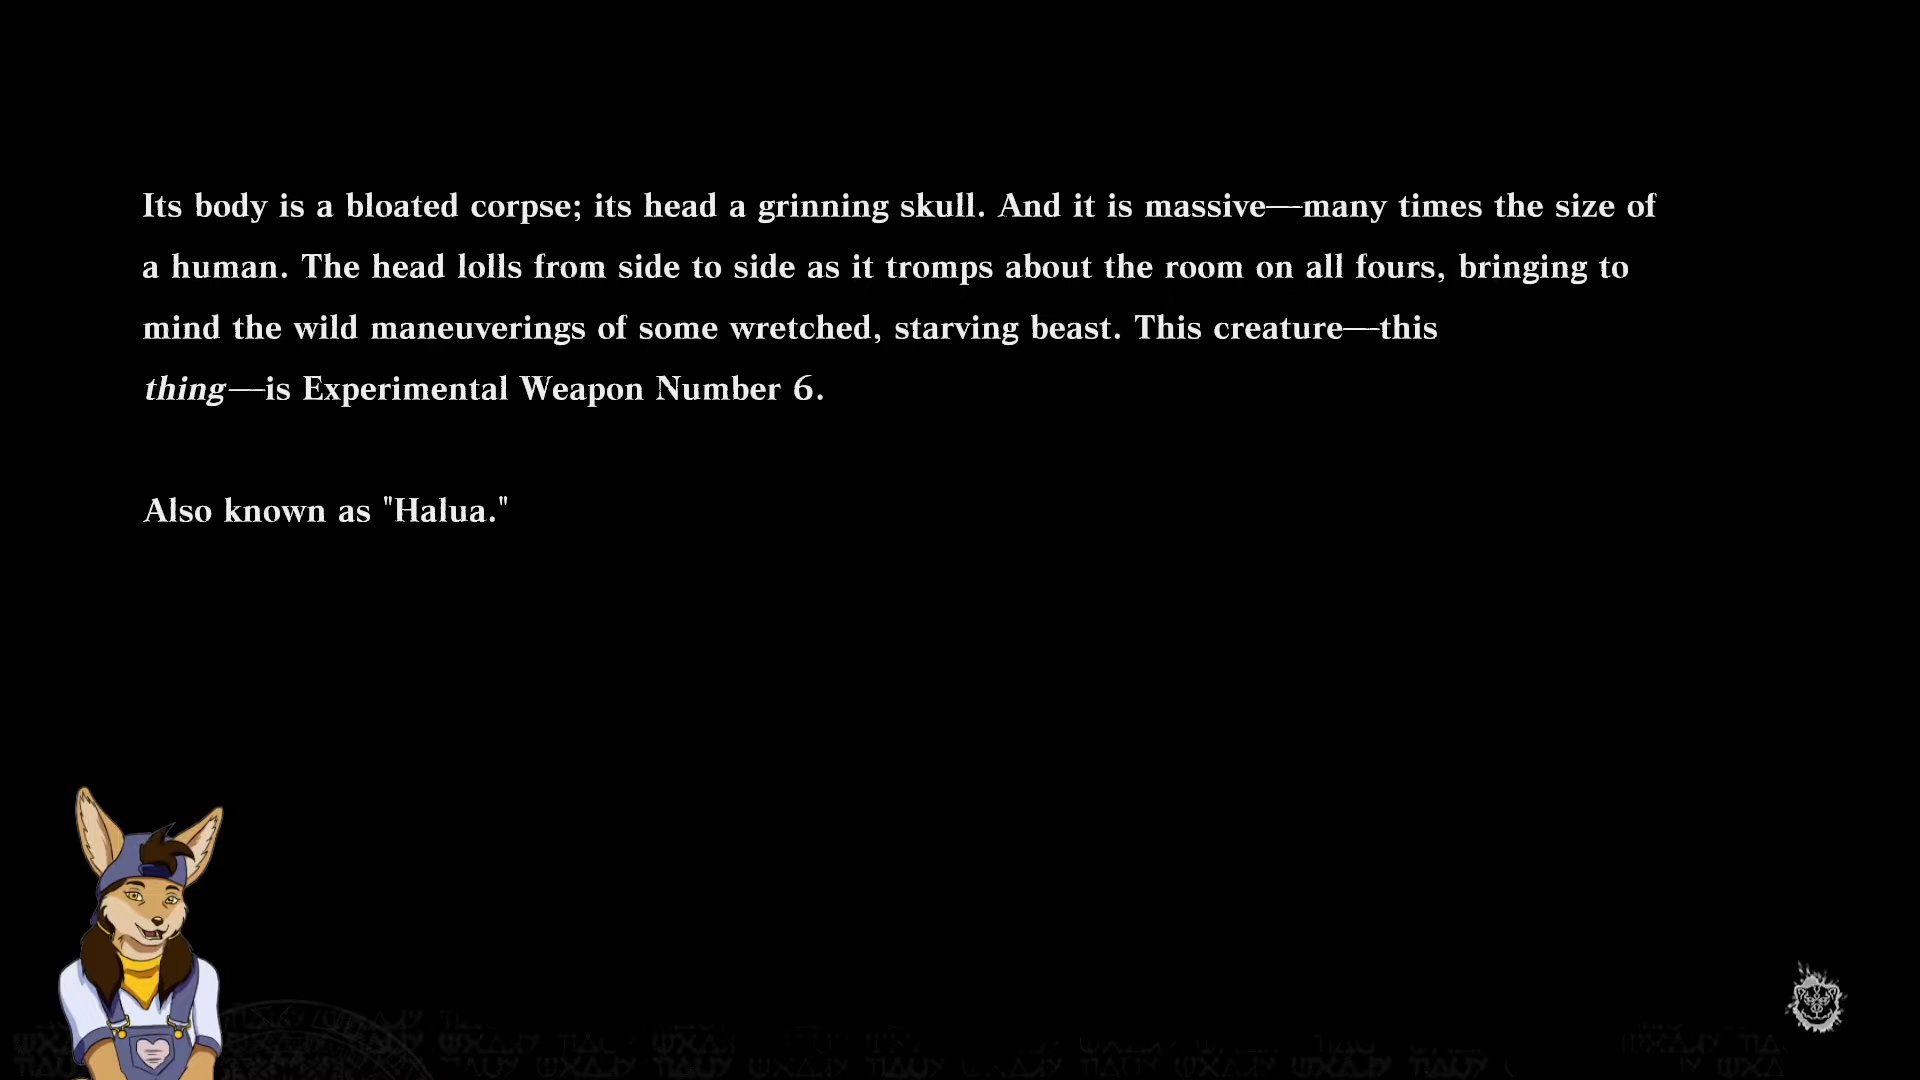 Its body is a bloated corpse; its head a grinning skull. And it is massive—many times the size of
a human. The head lolls from side to side as it tromps about the room on all fours, bringing to
mind the wild maneuverings of some wretched, starving beast. This creature—this
thing—is Experimental Weapon Number 6.
Also known as "Halua."